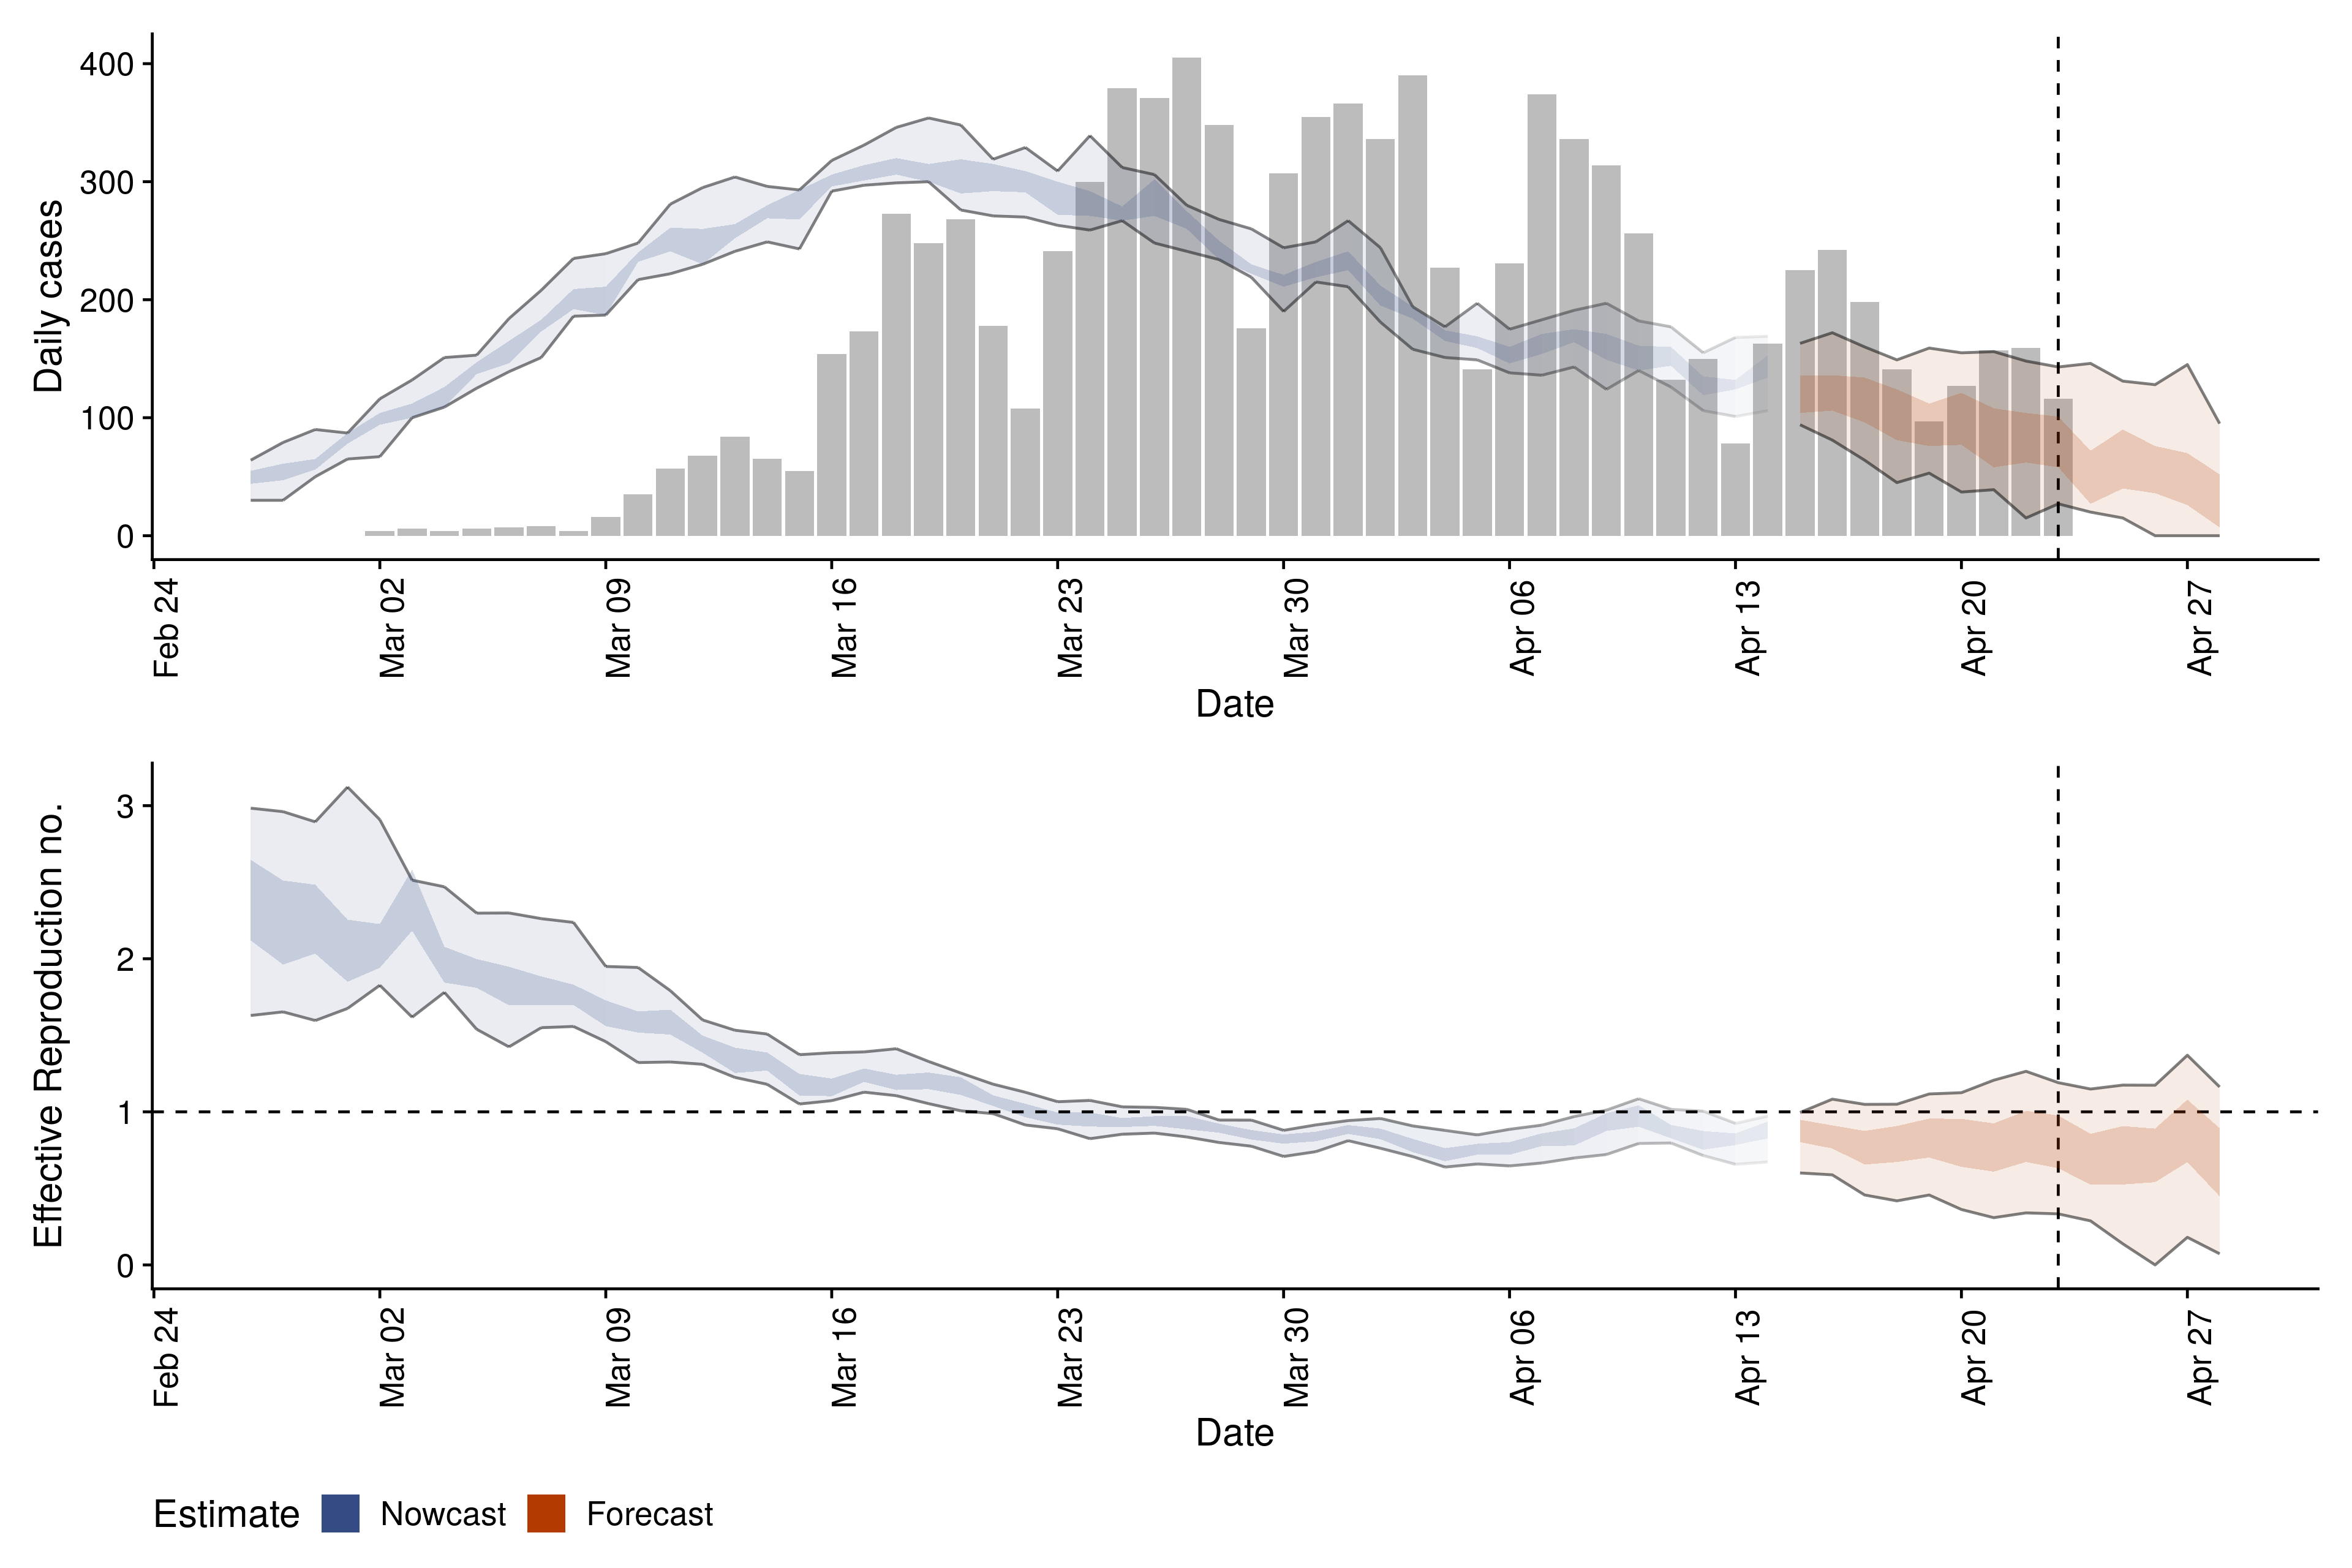 Daily cases
400
300
200
100
0
Feb 24
Mar 02
Mar 09
Mar 16
Mar 23
Mar 30
Apr 06
Apr 13
Apr 20
Apr 27
Date
Effective Reproduction no.
3
2
1
0
Feb 24
Mar 02
Mar 09
Mar 16
Mar 23
Mar 30
Apr 06
Apr 13
Apr 20
Apr 27
Date
Estimate Nowcast Forecast